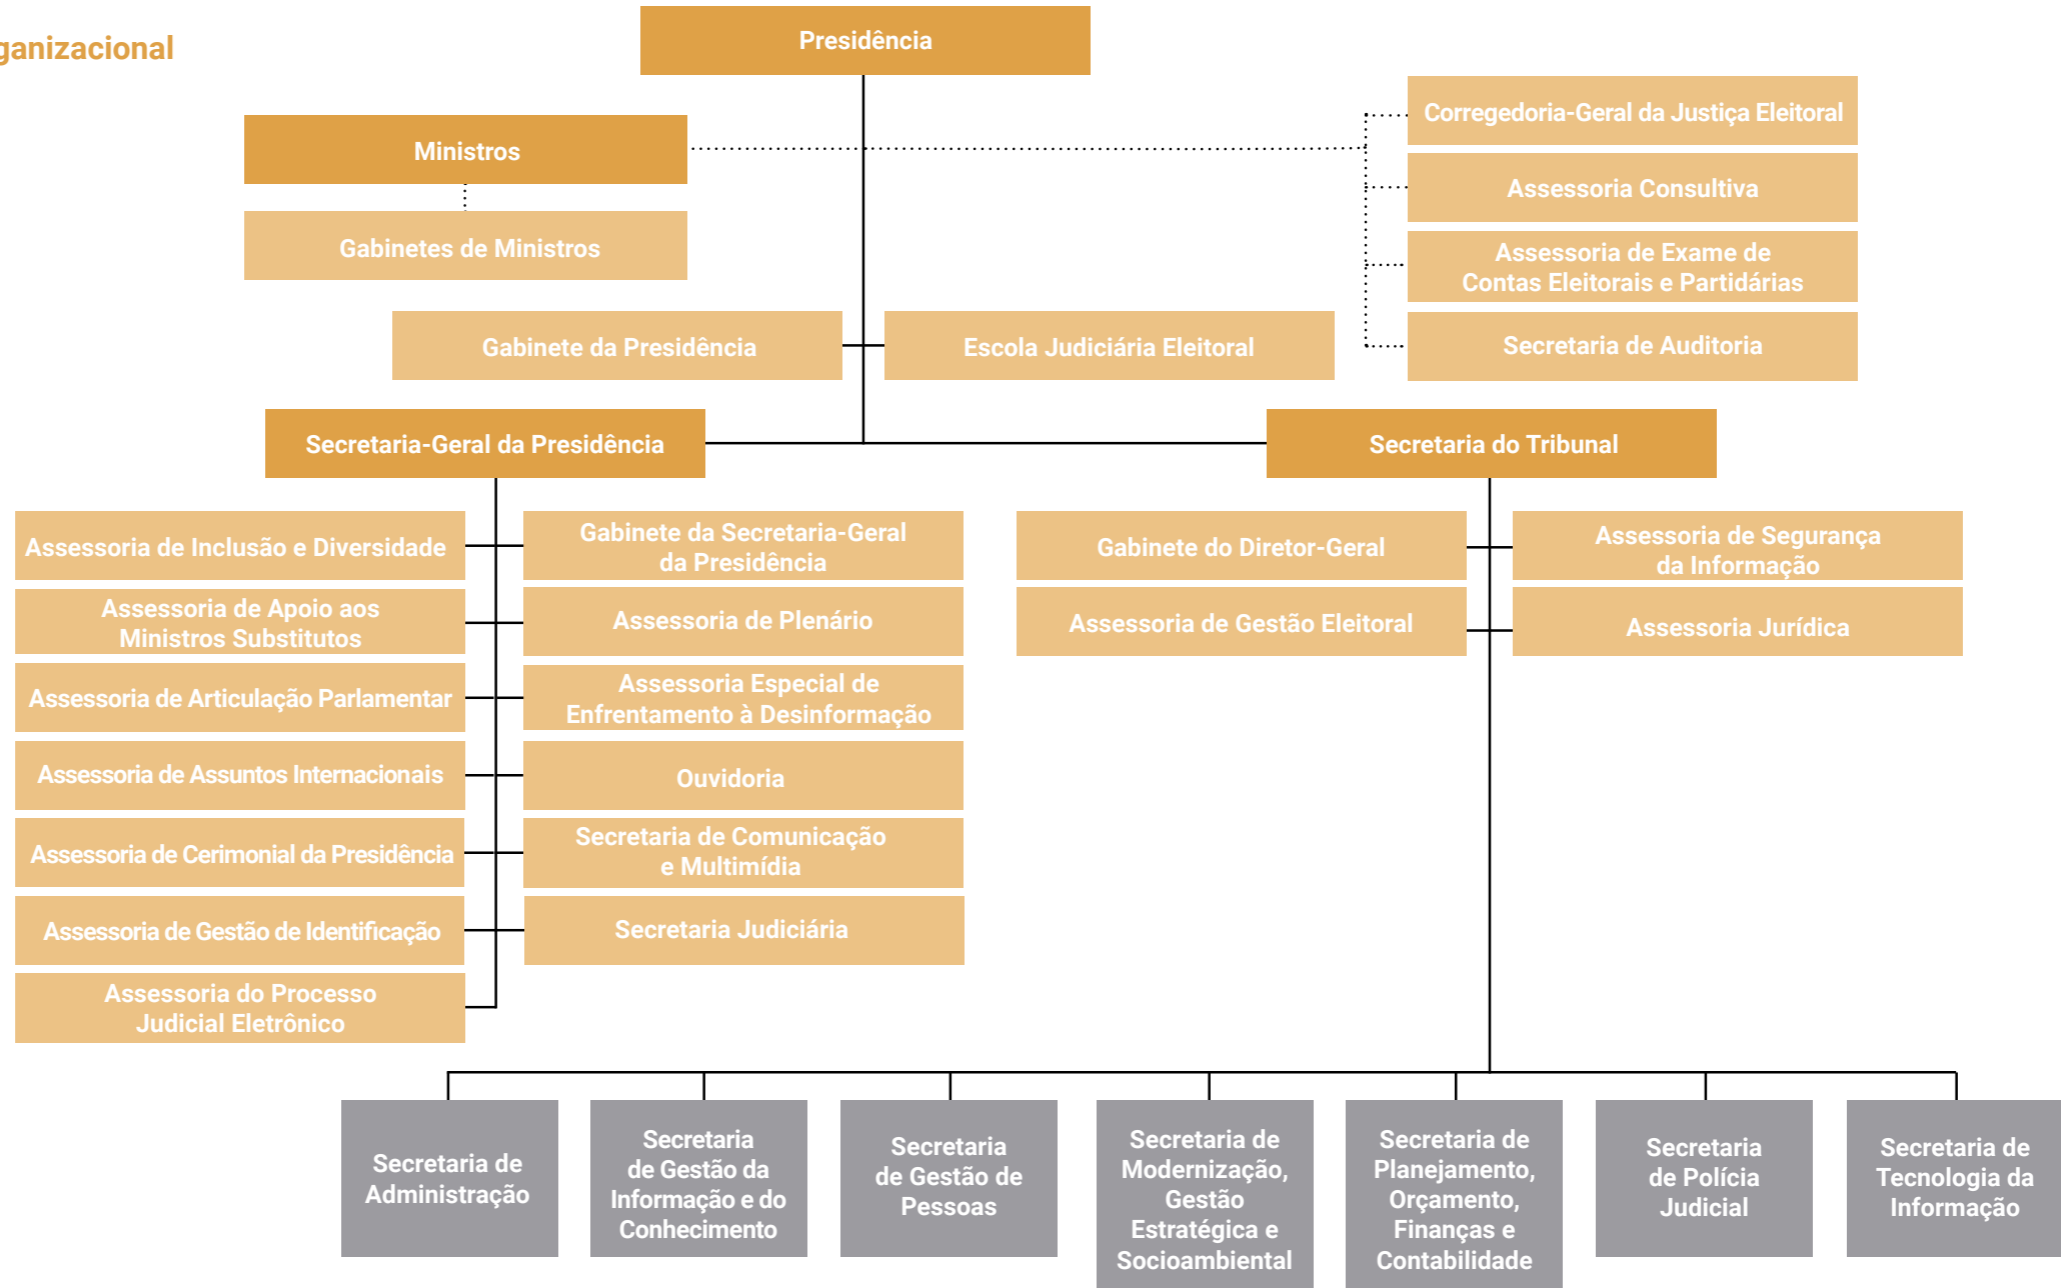 ganizacional
Presidência
Corregedoria-Geral da Justiça Eleitoral
Ministros
Assessoria Consultiva
Gabinetes de Ministros
Assessoria de Exame de
Contas Eleitorais e Partidárias
Gabinete da Presidência
Escola Judiciária Eleitoral
Secretaria de Auditoria
Secretaria-Geral da Presidência
Secretaria do Tribunal
Assessoria de Inclusão e Diversidade
Gabinete da Secretaria-Geral
da Presidência
Gabinete do Diretor-Geral
Assessoria de Segurança
da Informação
Assessoria de Apoio aos
Ministros Substitutos
Assessoria de Plenário
Assessoria de Gestão Eleitoral
Assessoria Jurídica
Assessoria de Articulação Parlamentar
Assessoria Especial de
Enfrentamento à Desinformação
Assessoria de Assuntos Internacionais
Ouvidoria
Assessoria de Cerimonial da Presidência
Secretaria de Comunicação
e Multimídia
Assessoria de Gestão de Identificação
Secretaria Judiciária
Assessoria do Processo
Judicial Eletrônico
Secretaria de
Administração
Secretaria
de Gestão da
Informação e do
Conhecimento
Secretaria
de Gestão de
Pessoas
Secretaria de
Modernização,
Gestão
Estratégica e
Socioambiental
Secretaria de
Planejamento,
Orçamento,
Finanças e
Contabilidade
Secretaria
de Polícia
Judicial
Secretaria de
Tecnologia da
Informação